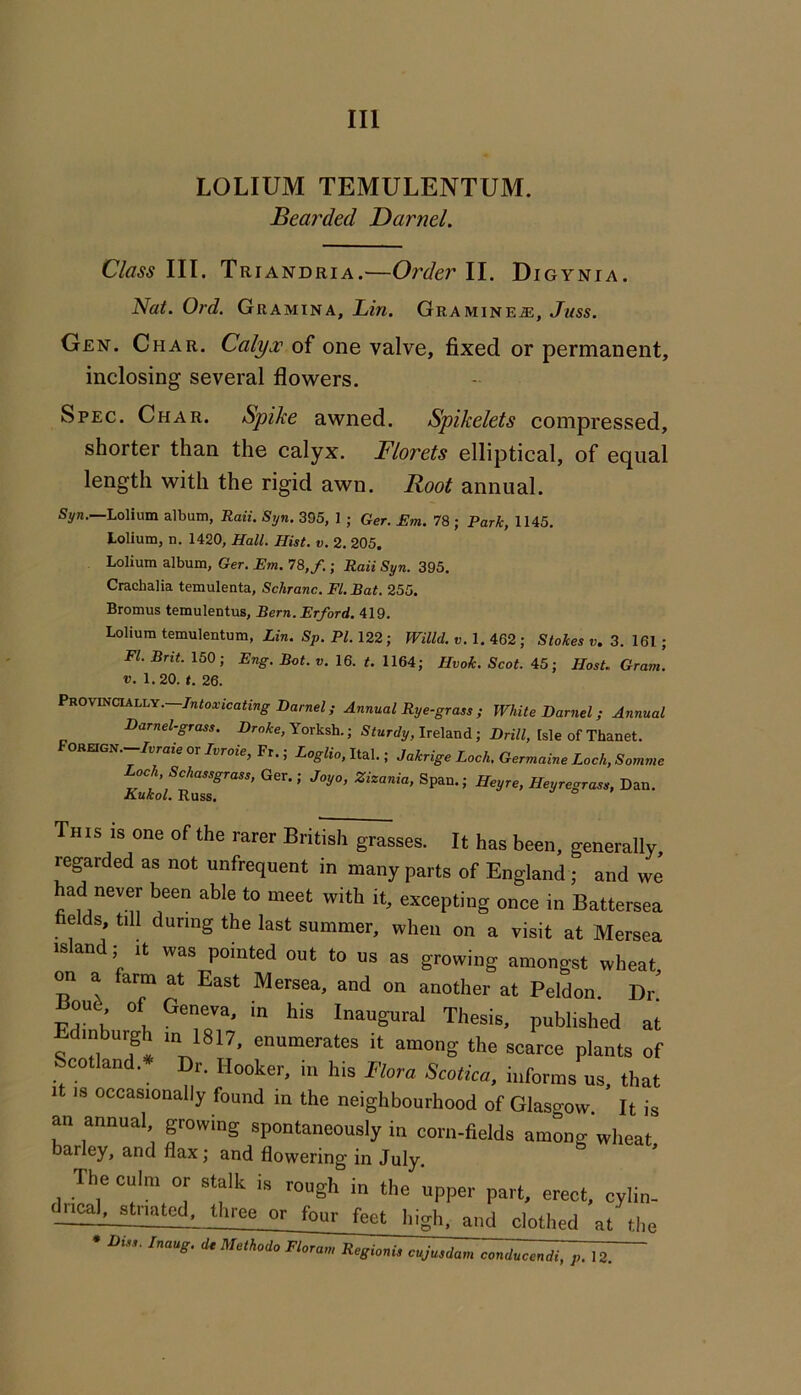 III
LOLIUM TEMULENTUM.
Bearded Darnel.
Class III. Triandria.—Order II. Digynia.
Nat. Ord. Gramina, Lin. Gramineæ, Juss.
Gen. Char. Calyx of one valve, fixed or permanent,
inclosing several flowers.
Spec. Char. Spike awned. Spikelets compressed,
shorter than the calyx. Florets elliptical, of equal
length with the rigid awn. Root annual.
Syn.—Lolium album, Raii. Syn. 395, 1; Ger. Em. 78; Park, 1145.
Lolium, n. 1420, Hall. Hist. v. 2. 205.
Lolium album, Ger. Em. 78, f.; Raii Syn. 395.
Crachalia temulenta, Schranc. Fl. Bat. 255.
Bromus temulentus, Bern. Erford. 419.
Lolium temulentum, Lin. Sp. Pl. 122; Willd. v. 1. 462; Stokes v. 3. 161;
Fl. Brit. 150; Eng. Bot. v. 16. t. 1164; Hvok. Scot. 45; Host. Gram.
v. 1. 20. t. 26.
Provincially.—Intoxicating Darnel; Annual Rye-grass; White Darnel; Annual
Darnel-grass. Droke, Yorksh.; Sturdy, Ireland; Drill, Isle of Thanet.
Foreign.—Ivraie or Ivroie, Fr.; Loglio, Ital.; Jakrige Loch, Germaine Loch, Somme
Loch, Schassgrass, Ger.; Joyo, Zizania, Span.; Heyre, Heyregrass, Dan.
Kukol. Russ.
This is one of the rarer British grasses. It has been, generally,
regarded as not unfrequent in many parts of England; and we
had never been able to meet with it, excepting once in Battersea
fields, till during the last summer, when on a visit at Mersea
island; it was pointed out to us as growing amongst wheat,
on a farm at East Mersea, and on another at Peldon. Dr.
Boué, of Geneva, in his Inaugural Thesis, published at
Edinburgh in 1817, enumerates it among the scarce plants of
Scotland.* Dr. Hooker, in his Flora Scotica, informs us, that
it is occasionally found in the neighbourhood of Glasgow. It is
an annual, growing spontaneously in corn-fields among wheat,
barley, and flax; and flowering in July.
The culm or stalk is rough in the upper part, erect, cylin-
drical, striated, three or four feet high, and clothed at the
* Diss. Inaug. de Methodo Floram Regionis cujusdam conducendi, p. 12.